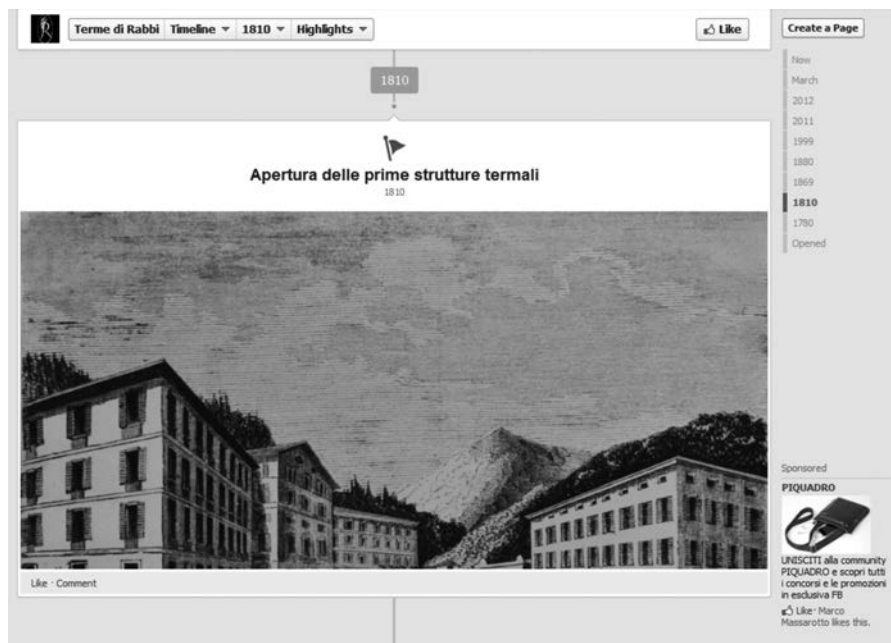 Terme di Rabbi Timeline 1810 Highlights
Like
Create a Page
1810
Now
March
2012
2011
1999
1880
1869
1810
1780
Opened
Apertura delle prime strutture termali
1810
Like · Comment
Sponsored
PIQUADRO
UNISCITI alla community
PIQUADRO e scopri tutti
i concorsi e le promozioni
in esclusiva FB
Like · Marco
Massarotto likes this.